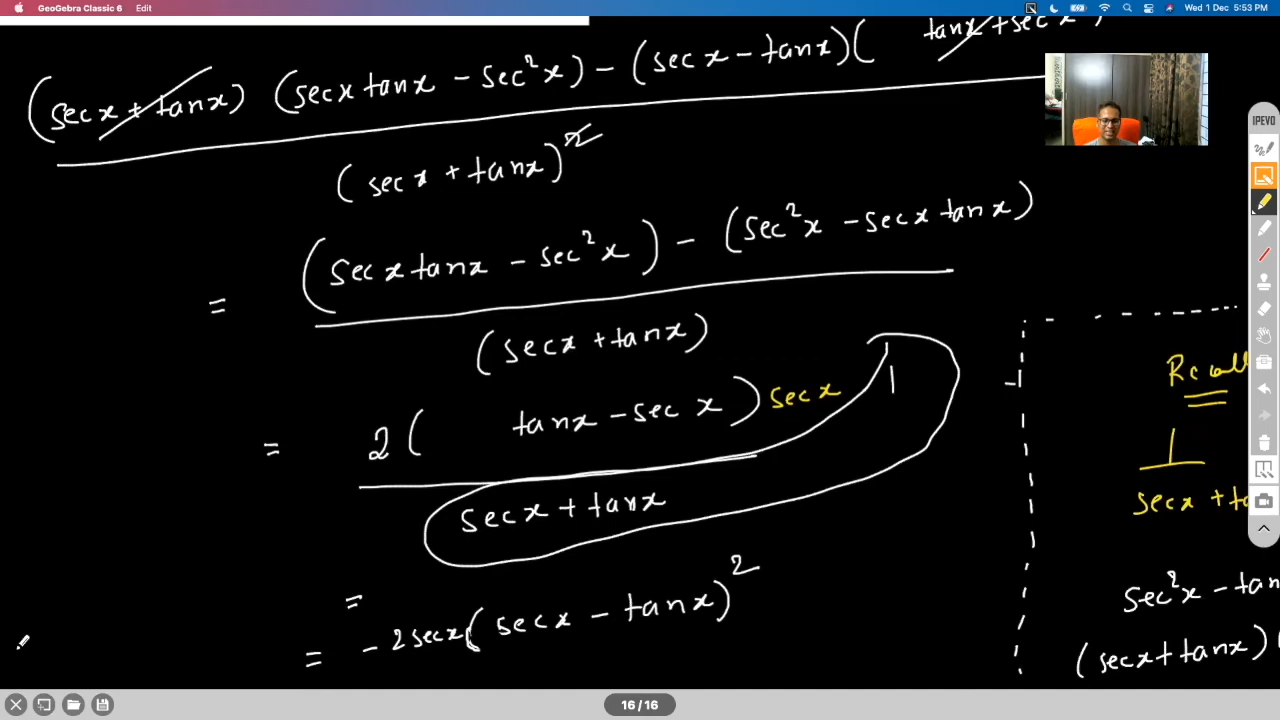 GeoGebra Classic 6 Edit Wed 1 Dec 5:53 PM
(secx + tanx) (secx tanx - sec²x) - (secx - tanx)( tanx + secx)
(secx + tanx)²
IPEVO
= (secx tanx - sec²x) - (sec²x - secx tanx)
(secx + tanx)
Recall
= 2( tanx - sec x) secx 1
secx + tanx
1
secx + ta
= 
= -2secx(secx - tanx)²
sec²x - tan
(secx + tanx)(
16 / 16